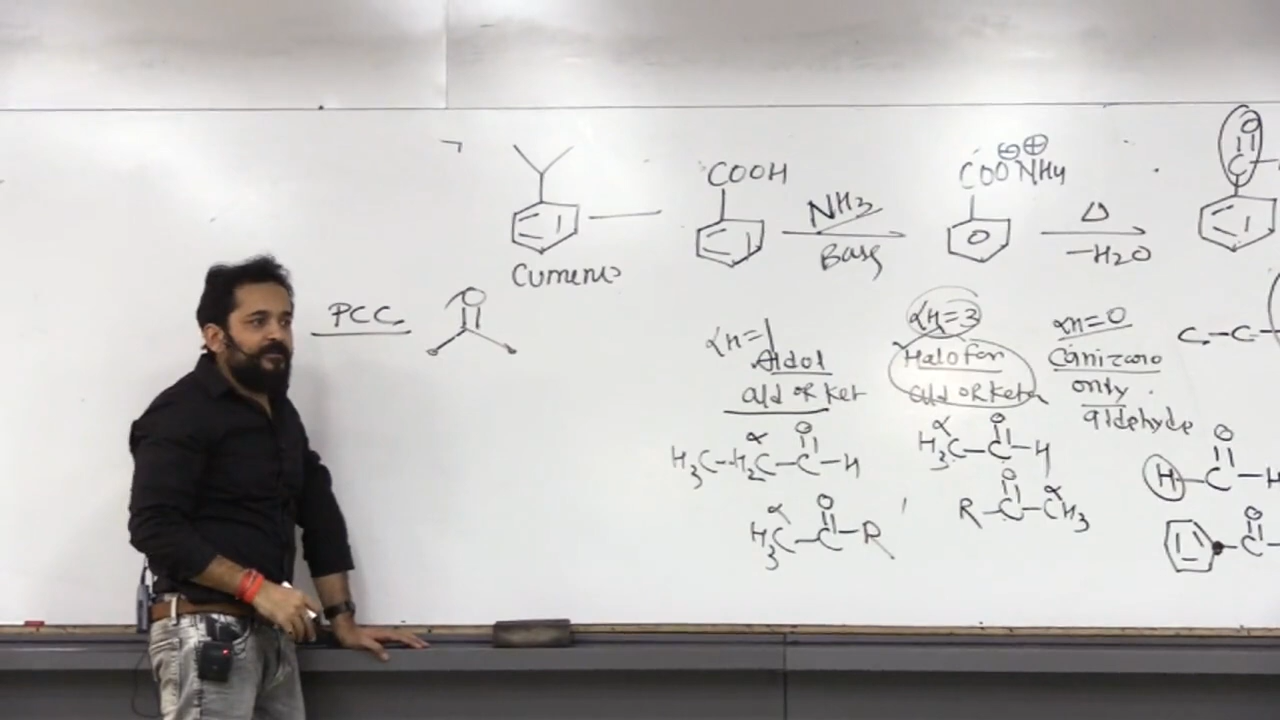 COOH
NH3
Base
COO⊖ NH4⊕
Δ
-H2O
O
C
Cumene
PCC
O
αH=1
Aldol
ald or ket
H3C-H2C-C-H
α
O
H3C-C-R
α
O
αH=3
Halofor
ald or Keto
H3C-C-H
α
O
R-C-CH3
O
α
αH=0
Canizaro
only
aldehyde
C-C-
H-C-H
O
C
O